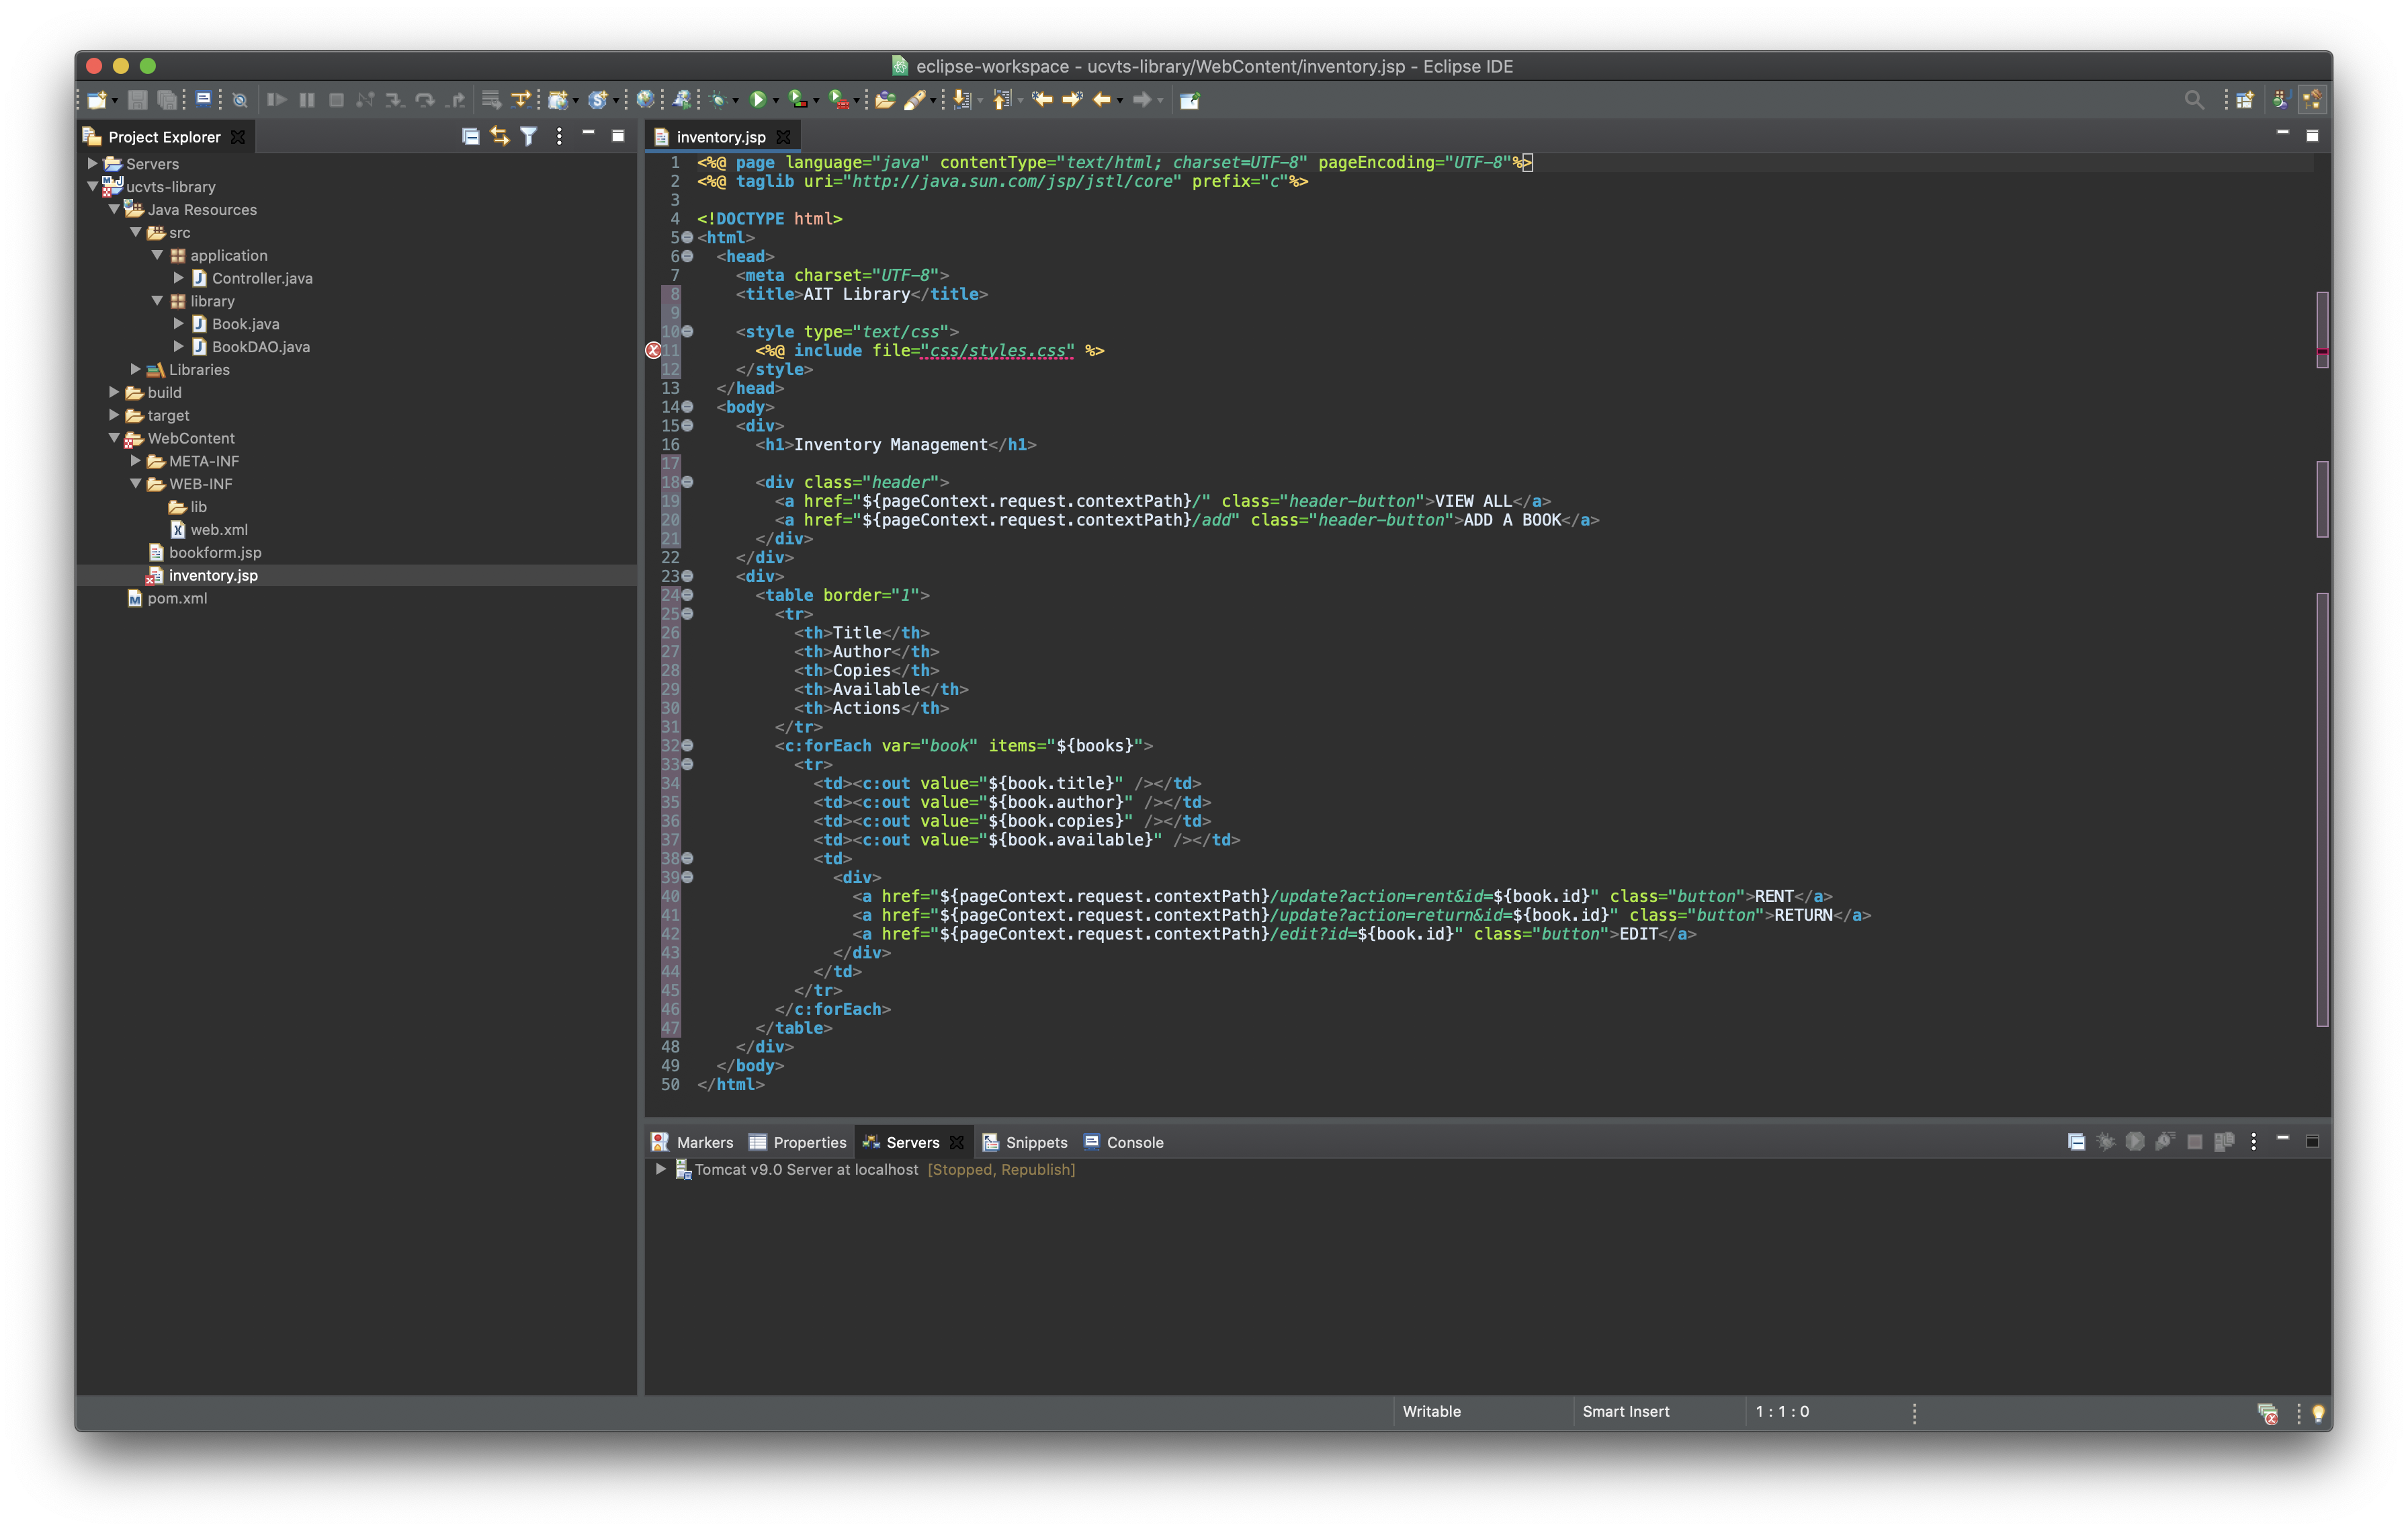 eclipse-workspace - ucvts-library/WebContent/inventory.jsp - Eclipse IDE
Project Explorer
Servers
ucvts-library
Java Resources
src
application
Controller.java
library
Book.java
BookDAO.java
Libraries
build
target
WebContent
META-INF
WEB-INF
lib
web.xml
bookform.jsp
inventory.jsp
pom.xml
inventory.jsp
1 <%@ page language="java" contentType="text/html; charset=UTF-8" pageEncoding="UTF-8"%>
2 <%@ taglib uri="http://java.sun.com/jsp/jstl/core" prefix="c"%>
3
4 <!DOCTYPE html>
5 <html>
6 <head>
7 <meta charset="UTF-8">
8 <title>AIT Library</title>
9
10 <style type="text/css">
11 <%@ include file="css/styles.css" %>
12 </style>
13 </head>
14 <body>
15 <div>
16 <h1>Inventory Management</h1>
17
18 <div class="header">
19 <a href="${pageContext.request.contextPath}/" class="header-button">VIEW ALL</a>
20 <a href="${pageContext.request.contextPath}/add" class="header-button">ADD A BOOK</a>
21 </div>
22 </div>
23 <div>
24 <table border="1">
25 <tr>
26 <th>Title</th>
27 <th>Author</th>
28 <th>Copies</th>
29 <th>Available</th>
30 <th>Actions</th>
31 </tr>
32 <c:forEach var="book" items="${books}">
33 <tr>
34 <td><c:out value="${book.title}" /></td>
35 <td><c:out value="${book.author}" /></td>
36 <td><c:out value="${book.copies}" /></td>
37 <td><c:out value="${book.available}" /></td>
38 <td>
39 <div>
40 <a href="${pageContext.request.contextPath}/update?action=rent&id=${book.id}" class="button">RENT</a>
41 <a href="${pageContext.request.contextPath}/update?action=return&id=${book.id}" class="button">RETURN</a>
42 <a href="${pageContext.request.contextPath}/edit?id=${book.id}" class="button">EDIT</a>
43 </div>
44 </td>
45 </tr>
46 </c:forEach>
47 </table>
48 </div>
49 </body>
50 </html>
Markers Properties Servers Snippets Console
Tomcat v9.0 Server at localhost [Stopped, Republish]
Writable Smart Insert 1 : 1 : 0